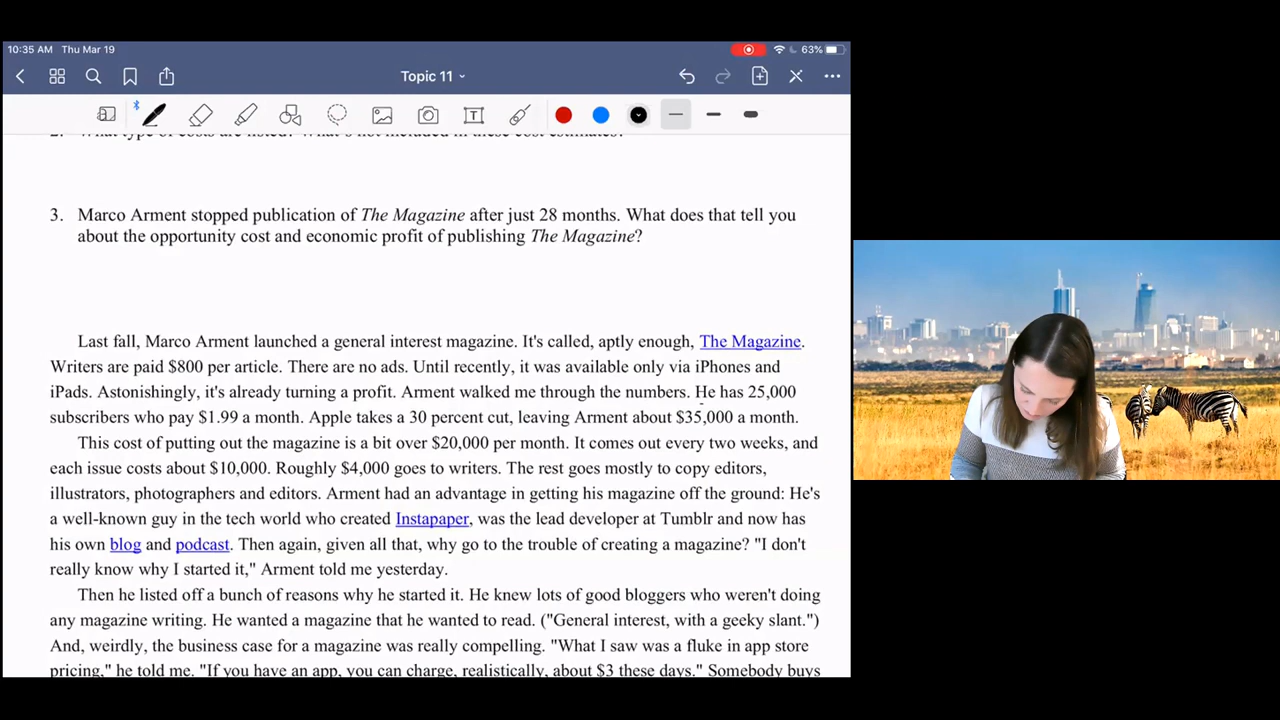 10:35 AM Thu Mar 19
63%
Topic 11
T
2. What type of costs are listed? What's not included in these cost estimates?
3. Marco Arment stopped publication of The Magazine after just 28 months. What does that tell you
about the opportunity cost and economic profit of publishing The Magazine?
Last fall, Marco Arment launched a general interest magazine. It's called, aptly enough, The Magazine.
Writers are paid $800 per article. There are no ads. Until recently, it was available only via iPhones and
iPads. Astonishingly, it's already turning a profit. Arment walked me through the numbers. He has 25,000
subscribers who pay $1.99 a month. Apple takes a 30 percent cut, leaving Arment about $35,000 a month.
This cost of putting out the magazine is a bit over $20,000 per month. It comes out every two weeks, and
each issue costs about $10,000. Roughly $4,000 goes to writers. The rest goes mostly to copy editors,
illustrators, photographers and editors. Arment had an advantage in getting his magazine off the ground: He's
a well-known guy in the tech world who created Instapaper, was the lead developer at Tumblr and now has
his own blog and podcast. Then again, given all that, why go to the trouble of creating a magazine? "I don't
really know why I started it," Arment told me yesterday.
Then he listed off a bunch of reasons why he started it. He knew lots of good bloggers who weren't doing
any magazine writing. He wanted a magazine that he wanted to read. ("General interest, with a geeky slant.")
And, weirdly, the business case for a magazine was really compelling. "What I saw was a fluke in app store
pricing," he told me. "If you have an app, you can charge, realistically, about $3 these days." Somebody buys